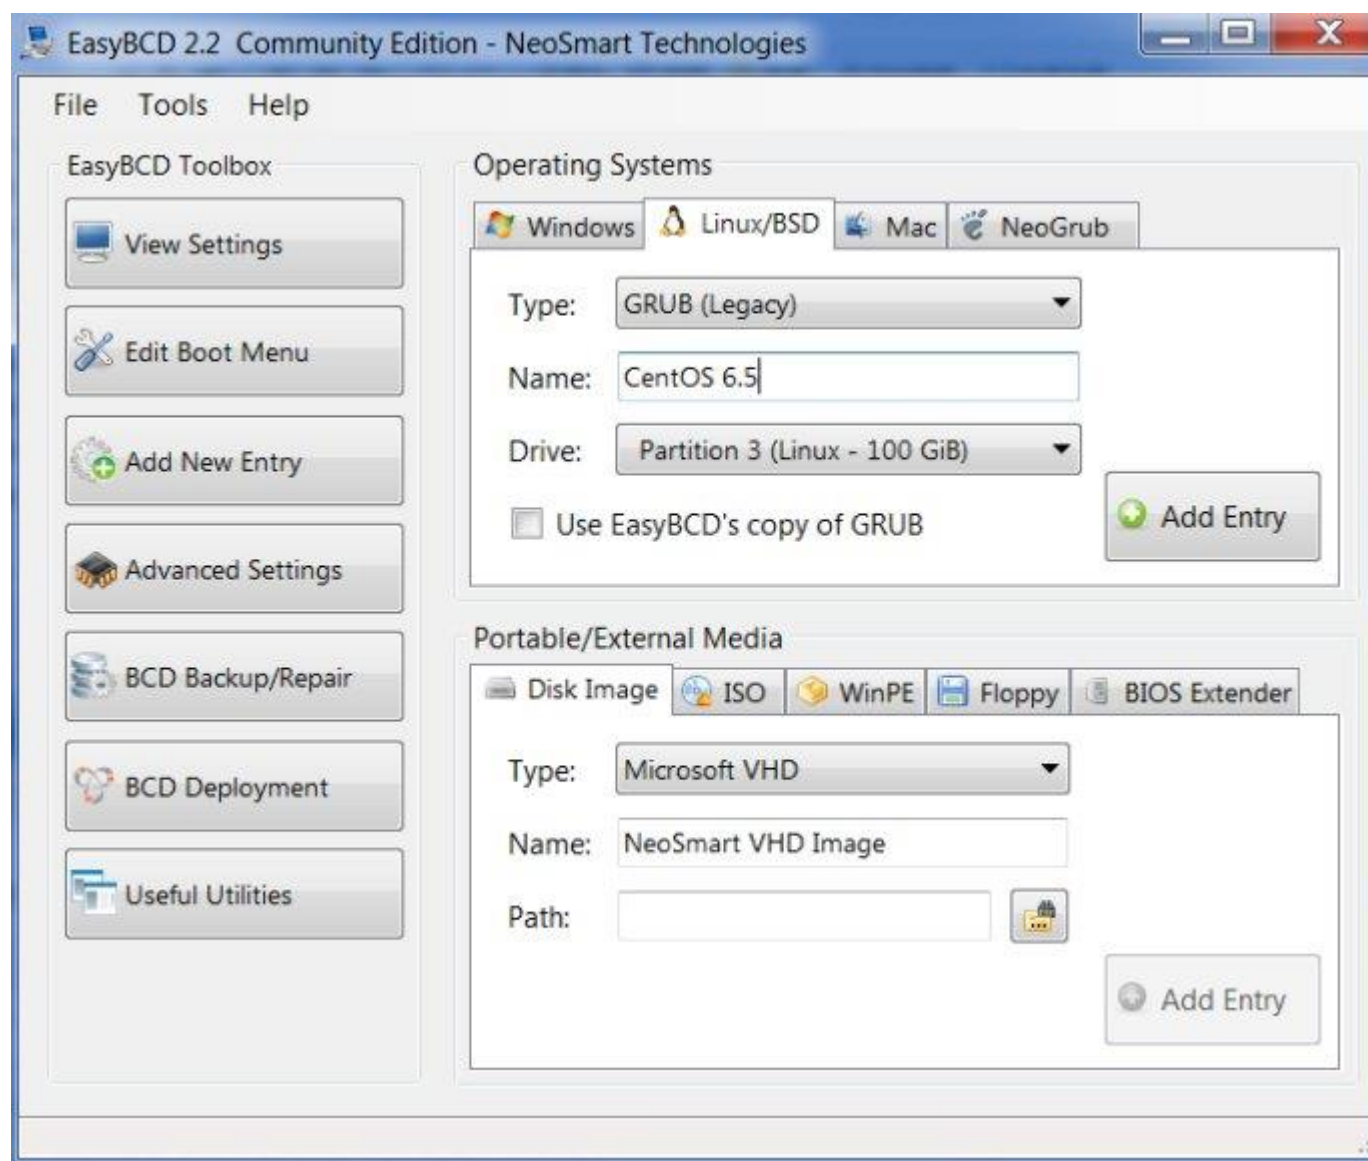 EasyBCD 2.2 Community Edition - NeoSmart Technologies
File Tools Help
EasyBCD Toolbox
View Settings
Edit Boot Menu
Add New Entry
Advanced Settings
BCD Backup/Repair
BCD Deployment
Useful Utilities
Operating Systems
Windows Linux/BSD Mac NeoGrub
Type: GRUB (Legacy)
Name: CentOS 6.5
Drive: Partition 3 (Linux - 100 GiB)
Use EasyBCD's copy of GRUB
Add Entry
Portable/External Media
Disk Image ISO WinPE Floppy BIOS Extender
Type: Microsoft VHD
Name: NeoSmart VHD Image
Path:
Add Entry